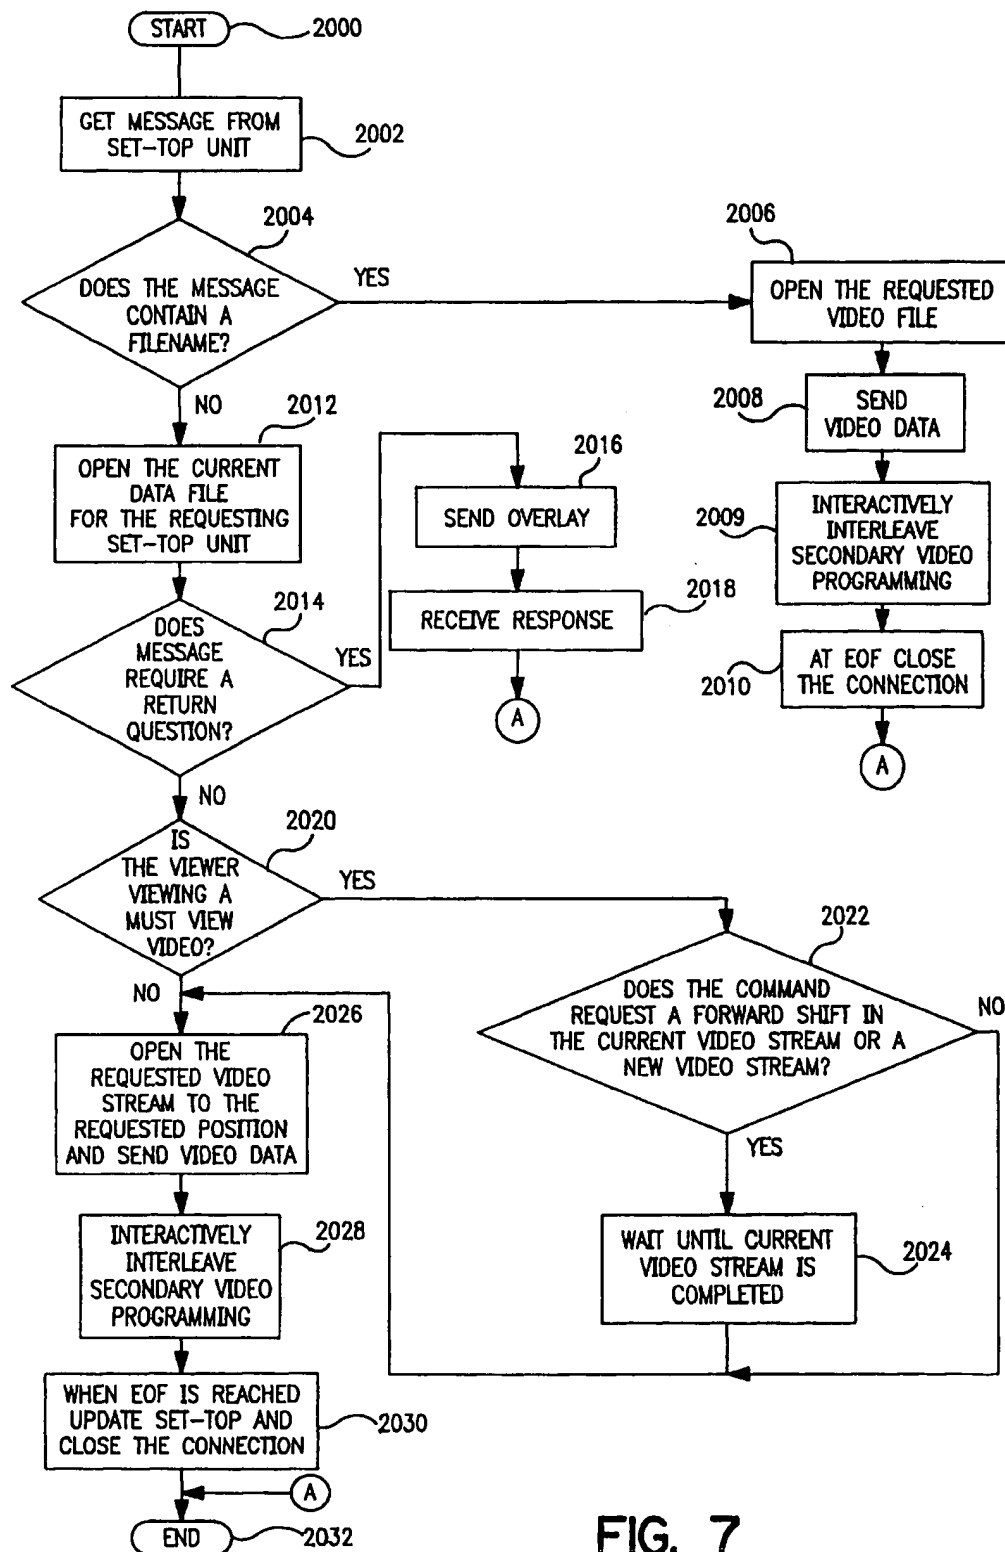 START
2000
GET MESSAGE FROM
SET-TOP UNIT
2002
2004
DOES THE MESSAGE
CONTAIN A
FILENAME?
YES
NO
2006
OPEN THE REQUESTED
VIDEO FILE
2008
SEND
VIDEO DATA
2009
INTERACTIVELY
INTERLEAVE
SECONDARY VIDEO
PROGRAMMING
2010
AT EOF CLOSE
THE CONNECTION
A
2012
OPEN THE CURRENT
DATA FILE
FOR THE REQUESTING
SET-TOP UNIT
2014
DOES
MESSAGE
REQUIRE A
RETURN
QUESTION?
YES
NO
2016
SEND OVERLAY
RECEIVE RESPONSE
2018
A
2020
IS
THE VIEWER
VIEWING A
MUST VIEW
VIDEO?
YES
NO
2022
DOES THE COMMAND
REQUEST A FORWARD SHIFT IN
THE CURRENT VIDEO STREAM OR A
NEW VIDEO STREAM?
NO
YES
WAIT UNTIL CURRENT
VIDEO STREAM IS
COMPLETED
2024
2026
OPEN THE
REQUESTED VIDEO
STREAM TO THE
REQUESTED POSITION
AND SEND VIDEO DATA
INTERACTIVELY
INTERLEAVE
SECONDARY VIDEO
PROGRAMMING
2028
WHEN EOF IS REACHED
UPDATE SET-TOP AND
CLOSE THE CONNECTION
2030
A
END
2032
FIG. 7